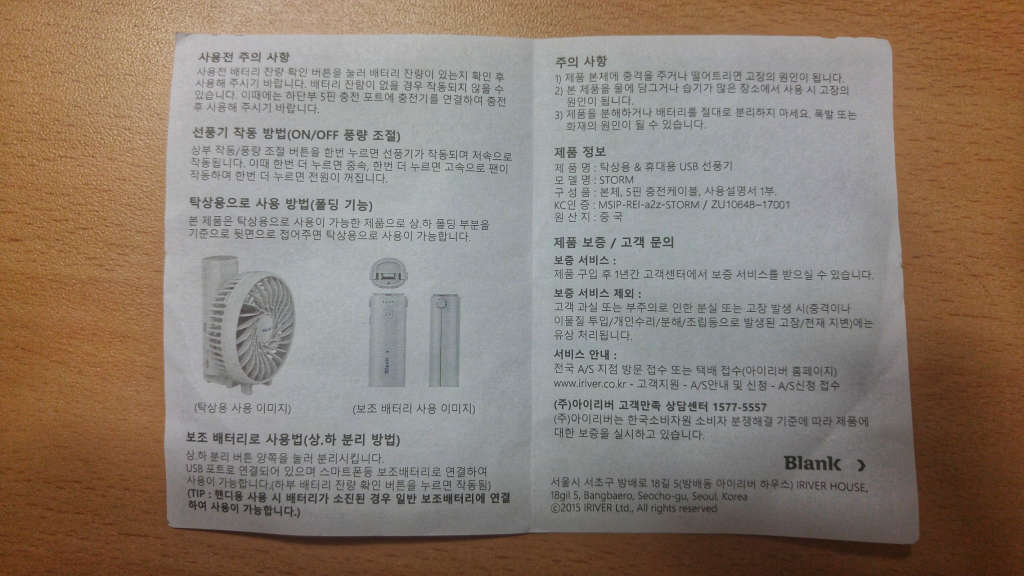 사용전 주의 사항
사용전 배터리 잔량 확인 버튼을 눌러 배터리 잔량이 있는지 확인 후
사용해 주시기 바랍니다. 배터리 잔량이 없을 경우 작동되지 않을 수
있습니다. 이때에는 하단부 5핀 충전 포트에 충전기를 연결하여 충전
후 사용해 주시기 바랍니다.
선풍기 작동 방법(ON/OFF 풍량 조절)
상부 작동/풍량 조절 버튼을 한번 누르면 선풍기가 작동되며 저속으로
작동됩니다. 이때 한번 더 누르면 중속, 한번 더 누르면 고속으로 팬이
작동하며 한번 더 누르면 전원이 꺼집니다.
탁상용으로 사용 방법(폴딩 기능)
본 제품은 탁상용으로 사용이 가능한 제품으로 상.하 폴딩 부분을
기준으로 뒷면으로 접어주면 탁상용으로 사용이 가능합니다.
Blank
(탁상용 사용 이미지)
(보조 배터리 사용 이미지)
보조 배터리로 사용법(상.하 분리 방법)
상.하 분리 버튼 양쪽을 눌러 분리시킵니다.
USB 포트로 연결되어 있으며 스마트폰등 보조배터리로 연결하여
사용이 가능합니다.(하부 배터리 잔량 확인 버튼을 누르면 작동됨)
(TIP : 핸디용 사용 시 배터리가 소진된 경우 일반 보조배터리에 연결
하여 사용이 가능합니다.)
주의 사항
1) 제품 본체에 충격을 주거나 떨어트리면 고장의 원인이 됩니다.
2) 본 제품을 물에 담그거나 습기가 많은 장소에서 사용 시 고장의
원인이 됩니다.
3) 제품을 분해하거나 배터리를 절대로 분리하지 마세요. 폭발 또는
화재의 원인이 될 수 있습니다.
제품 정보
제 품 명 : 탁상용 & 휴대용 USB 선풍기
모 델 명 : STORM
구 성 품 : 본체, 5핀 충전케이블, 사용설명서 1부.
KC인 증 : MSIP-REI-a2z-STORM / ZU10648-17001
원 산 지 : 중 국
제품 보증 / 고객 문의
보증 서비스 :
제품 구입 후 1년간 고객센터에서 보증 서비스를 받으실 수 있습니다.
보증 서비스 제외 :
고객 과실 또는 부주의로 인한 분실 또는 고장 발생 시(충격이나
이물질 투입/개인수리/분해/조립등으로 발생된 고장/천재 지변)에는
유상 처리됩니다.
서비스 안내 :
전국 A/S 지점 방문 접수 또는 택배 접수(아이리버 홈페이지)
www.iriver.co.kr - 고객지원 - A/S안내 및 신청 - A/S신청 접수
(주)아이리버 고객만족 상담센터 1577-5557
(주)아이리버는 한국소비자원 소비자 분쟁해결 기준에 따라 제품에
대한 보증을 실시하고 있습니다.
Blank
서울시 서초구 방배로 18길 5(방배동 아이리버 하우스) IRIVER HOUSE,
18gil 5, Bangbaero, Seocho-gu, Seoul, Korea
ⓒ2015 IRIVER Ltd., All rights reserved